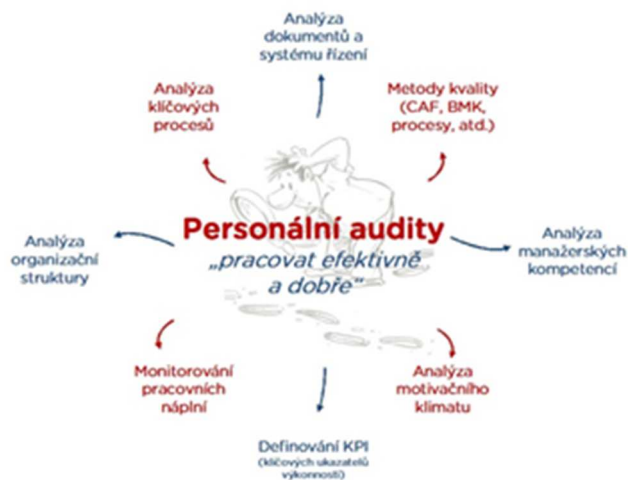 Analýza
dokumentů a
systému řízení
Analýza
klíčových
procesů
Metody kvality
(CAF, BMK,
procesy, atd.)
Personální audity
„pracovat efektivně
a dobře“
Analýza
organizační
struktury
Analýza
manažerských
kompetencí
Monitorování
pracovních
náplní
Analýza
motivačního
klimatu
Definování KPI
(klíčových ukazatelů
výkonnosti)